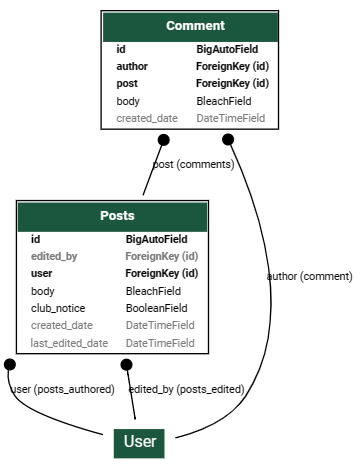 Comment
id BigAutoField
author ForeignKey (id)
post ForeignKey (id)
body BleachField
created_date DateTimeField
post (comments)
Posts
id BigAutoField
edited_by ForeignKey (id)
user ForeignKey (id)
body BleachField
club_notice BooleanField
created_date DateTimeField
last_edited_date DateTimeField
author (comment)
user (posts_authored)
edited_by (posts_edited)
User